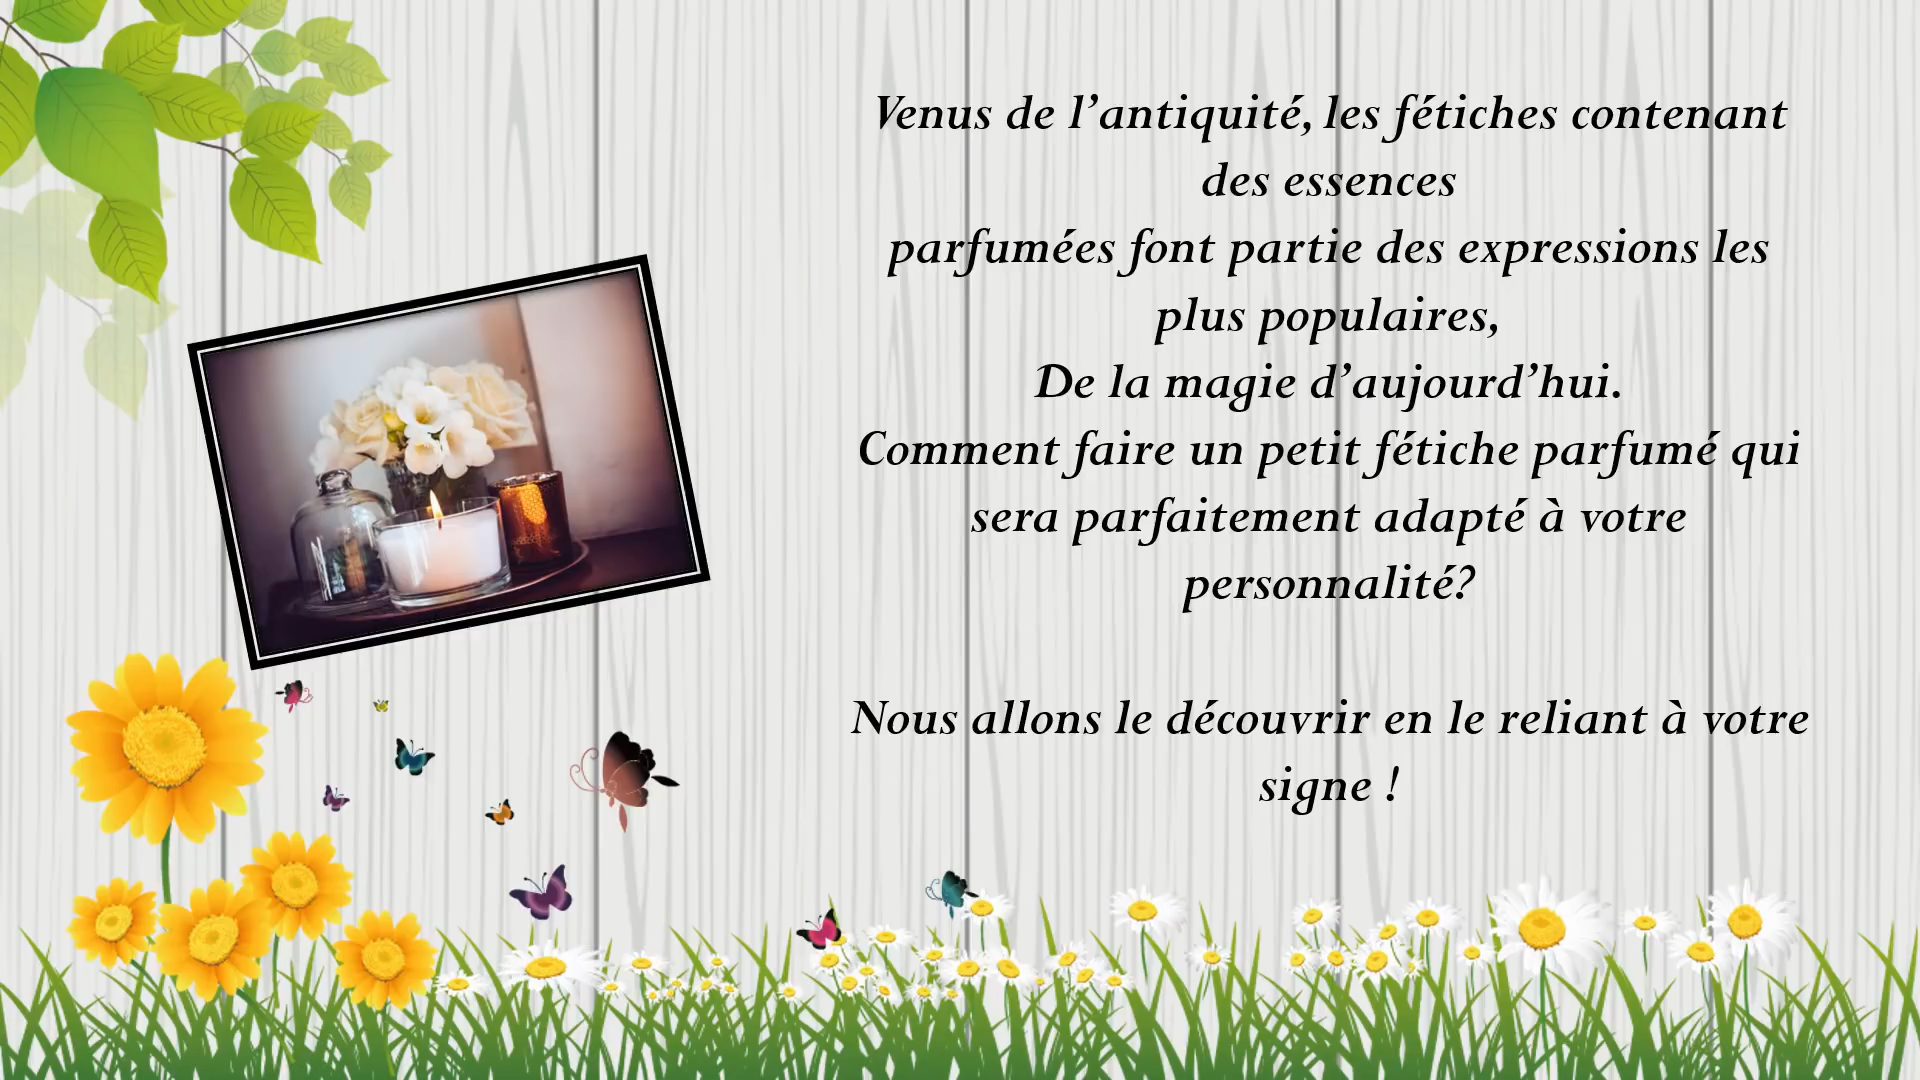 Venus de l’antiquité, les fétiches contenant
des essences
parfumées font partie des expressions les
plus populaires,
De la magie d’aujourd’hui.
Comment faire un petit fétiche parfumé qui
sera parfaitement adapté à votre
personnalité?
Nous allons le découvrir en le reliant à votre
signe !